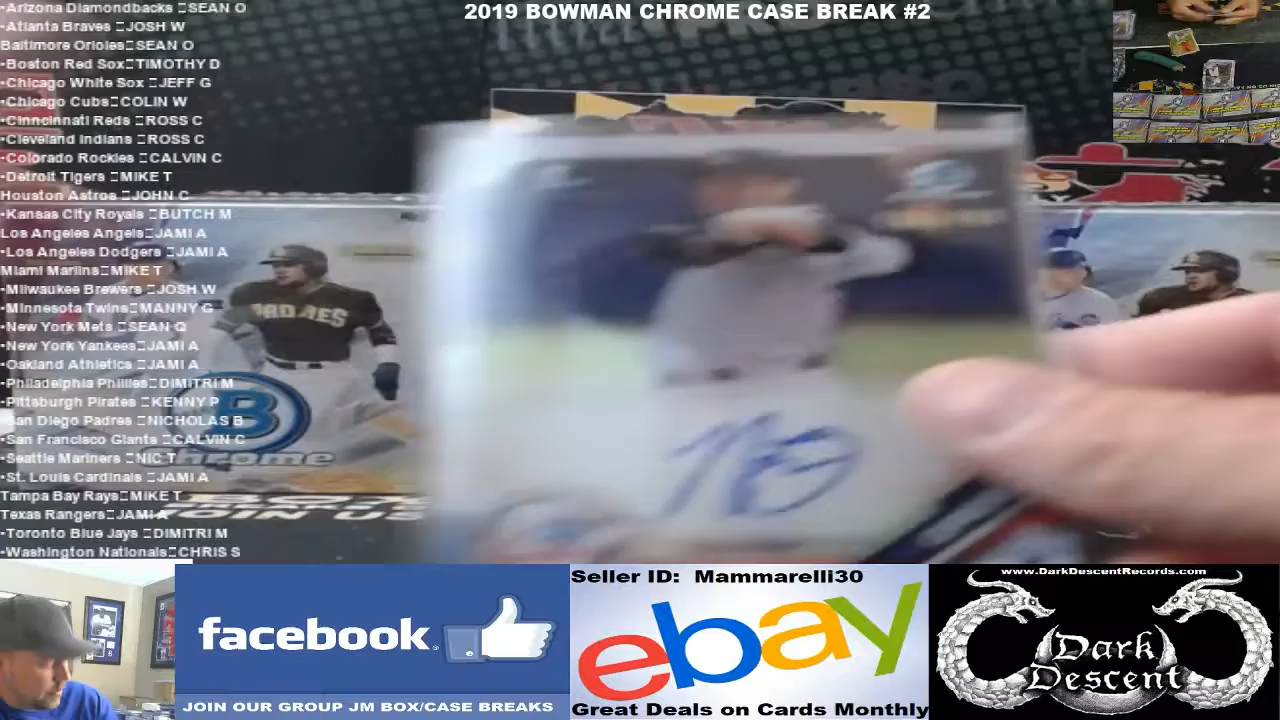 2019 BOWMAN CHROME CASE BREAK #2
•Arizona Diamondbacks □SEAN O
•Atlanta Braves □JOSH W
Baltimore Orioles□SEAN O
•Boston Red Sox□TIMOTHY D
•Chicago White Sox □JEFF G
•Chicago Cubs□COLIN W
•Cinncinnati Reds □ROSS C
•Cleveland Indians □ROSS C
•Colorado Rockies □CALVIN C
•Detroit Tigers □MIKE T
Houston Astros □JOHN C
•Kansas City Royals □BUTCH M
Los Angeles Angels□JAMI A
•Los Angeles Dodgers □JAMI A
Miami Marlins□MIKE T
•Milwaukee Brewers □JOSH W
•Minnesota Twins□MANNY G
•New York Mets □SEAN O
•New York Yankees□JAMI A
•Oakland Athletics □JAMI A
•Philadelphia Phillies□DIMITRI M
•Pittsburgh Pirates □KENNY P
•San Diego Padres □NICHOLAS B
•San Francisco Giants □CALVIN C
•Seattle Mariners □NIC T
•St. Louis Cardinals □JAMI A
Tampa Bay Rays□MIKE T
Texas Rangers□JAMI A
•Toronto Blue Jays □DIMITRI M
•Washington Nationals□CHRIS S
PADRES
B
chrome
JOIN US
facebook
JOIN OUR GROUP JM BOX/CASE BREAKS
Seller ID: Mammarelli30
ebay
Great Deals on Cards Monthly
www.DarkDescentRecords.com
Dark
Descent